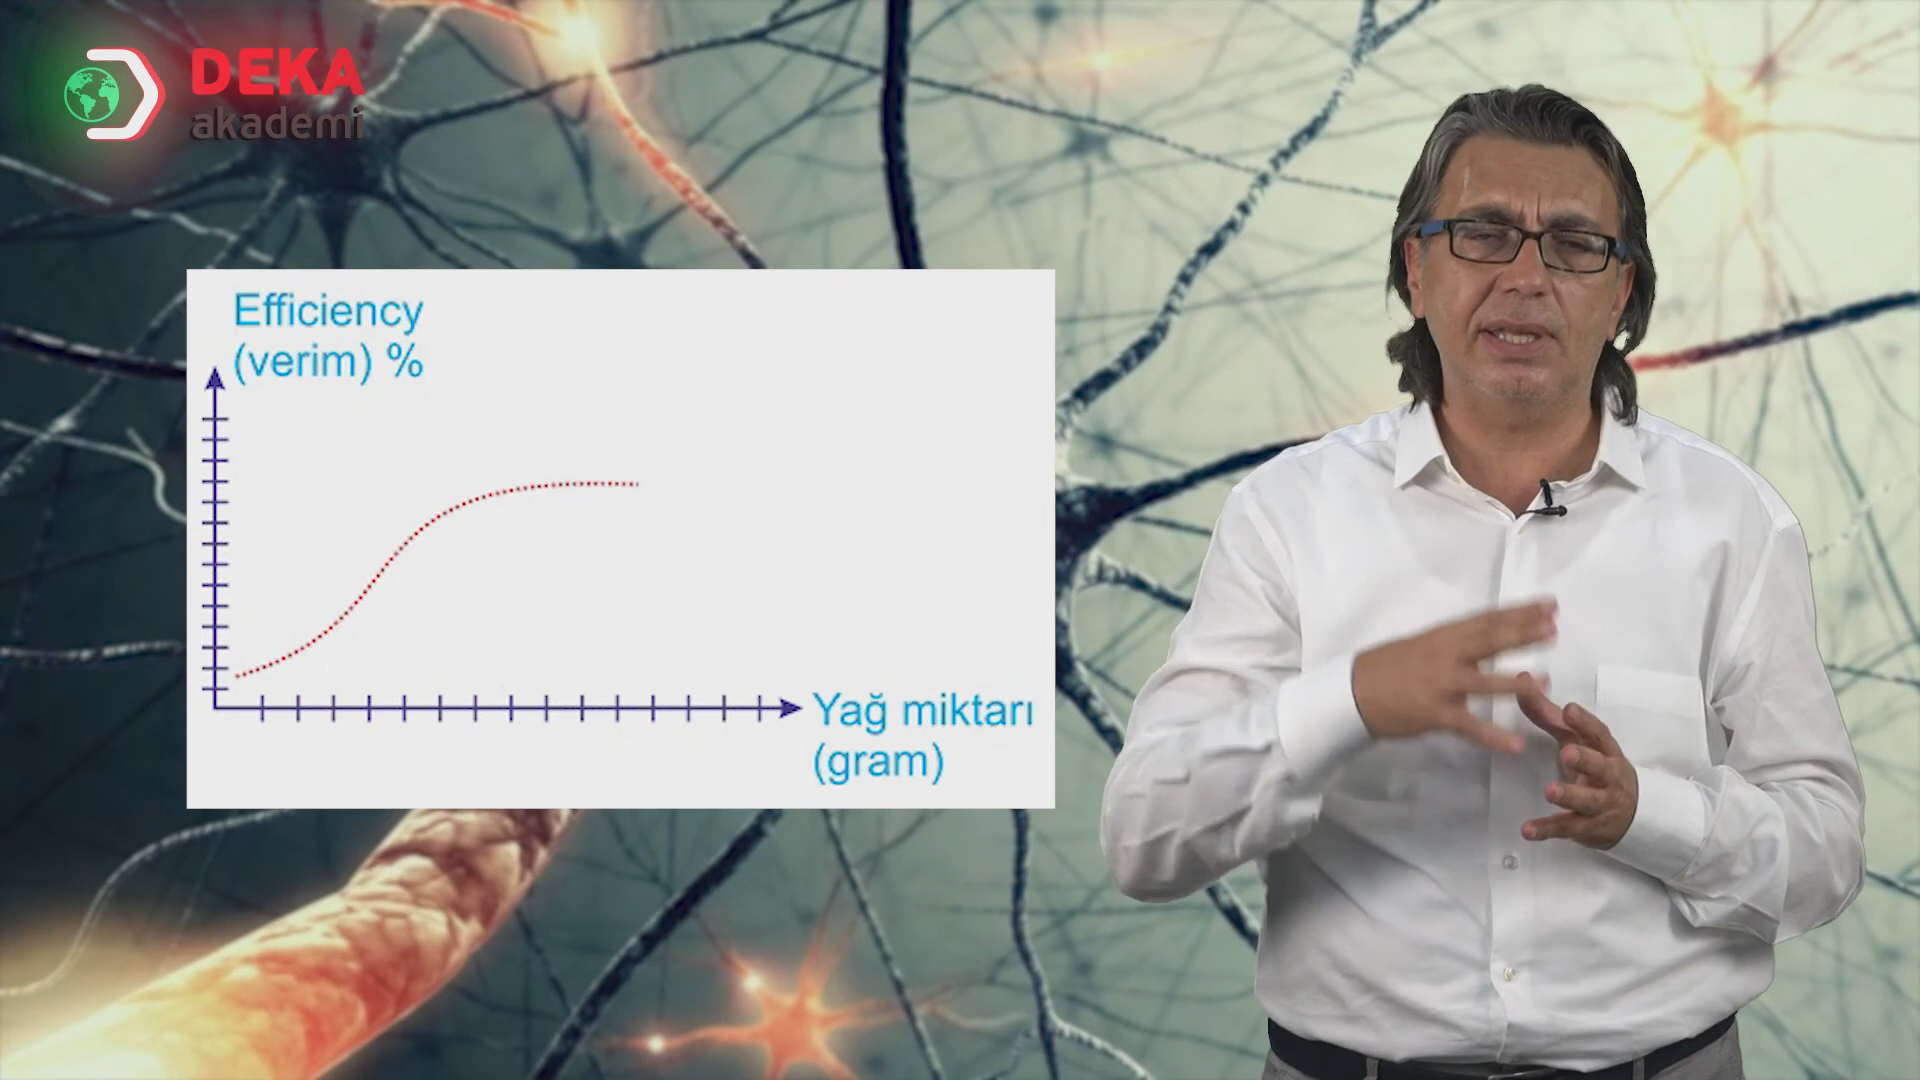 DEKA
akademi
Efficiency
(verim) %
Yağ miktarı
(gram)